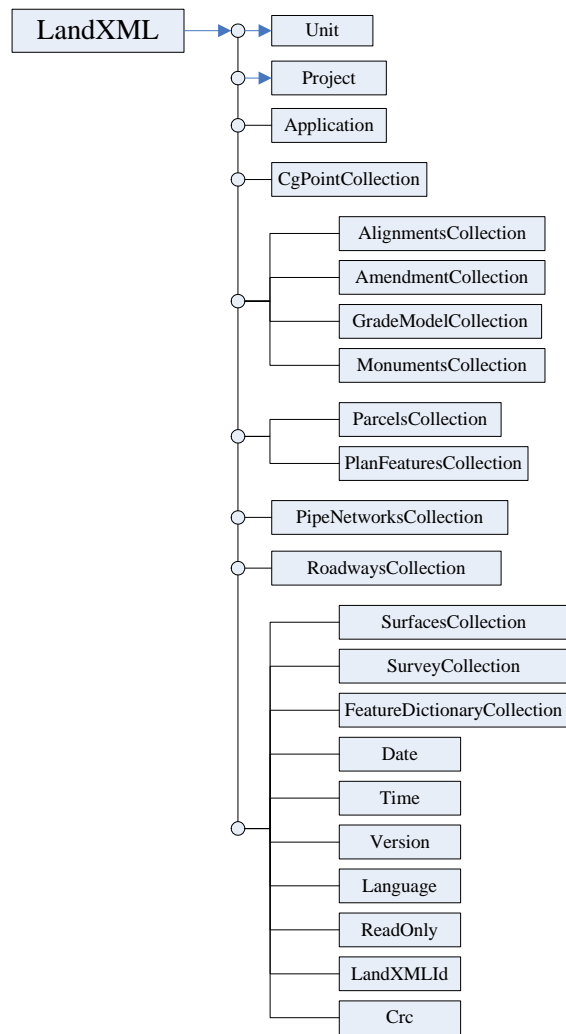 LandXML
Unit
Project
Application
CgPointCollection
AlignmentsCollection
AmendmentCollection
GradeModelCollection
MonumentsCollection
ParcelsCollection
PlanFeaturesCollection
PipeNetworksCollection
RoadwaysCollection
SurfacesCollection
SurveyCollection
FeatureDictionaryCollection
Date
Time
Version
Language
ReadOnly
LandXMLId
Crc